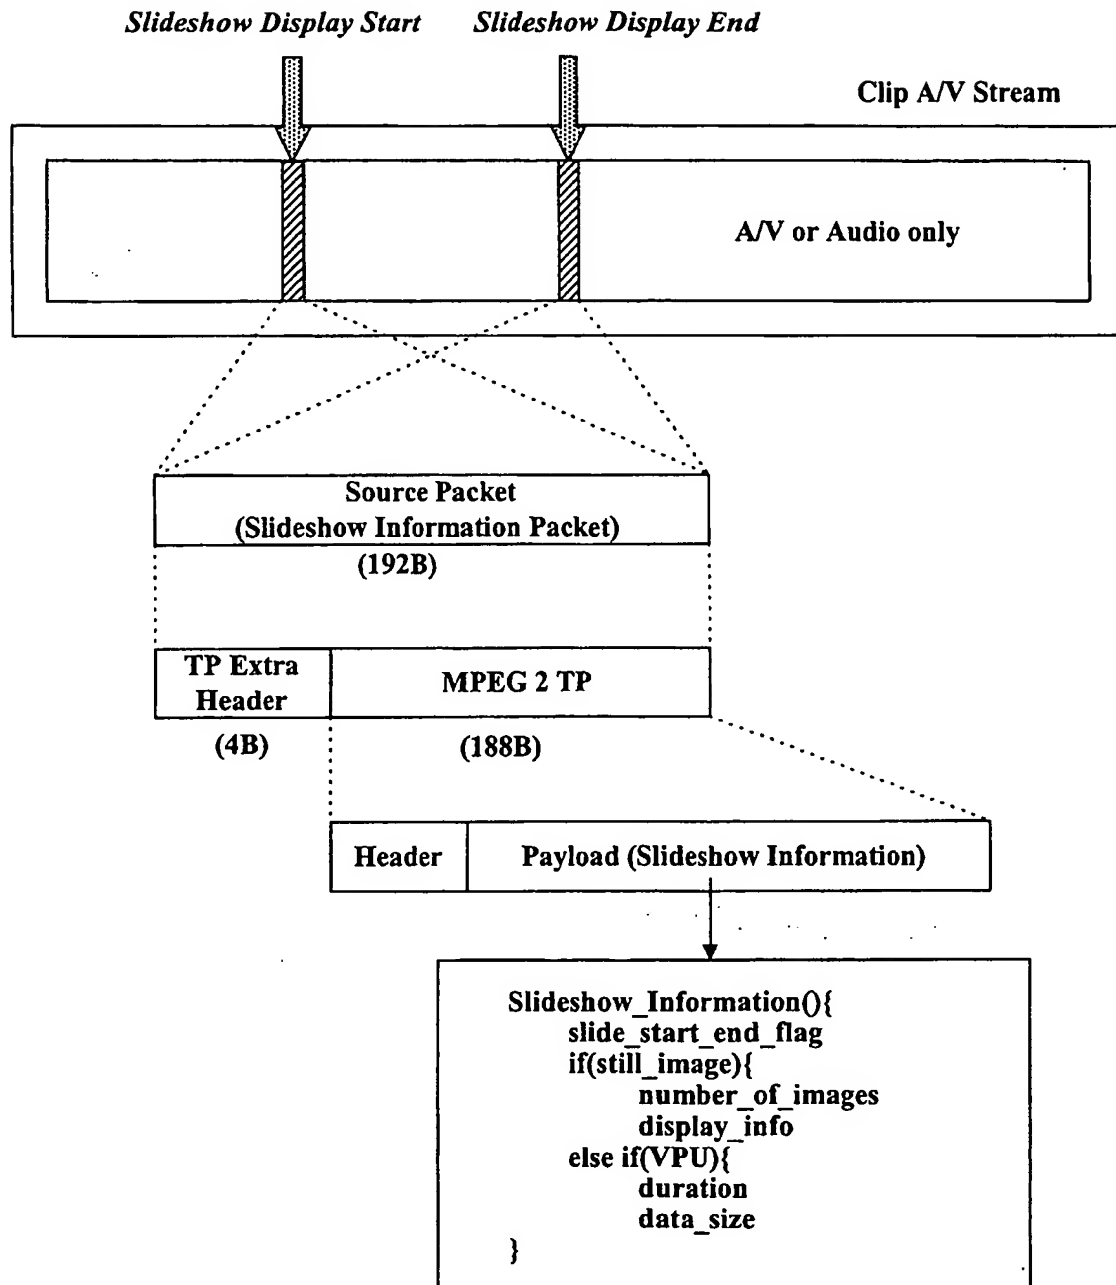 Slideshow Display Start Slideshow Display End
Clip A/V Stream
A/V or Audio only
Source Packet
(Slideshow Information Packet)
(192B)
TP Extra
Header
MPEG 2 TP
(4B) (188B)
Header Payload (Slideshow Information)
Slideshow_Information(){
slide_start_end_flag
if(still_image){
number_of_images
display_info
else if(VPU){
duration
data_size
}